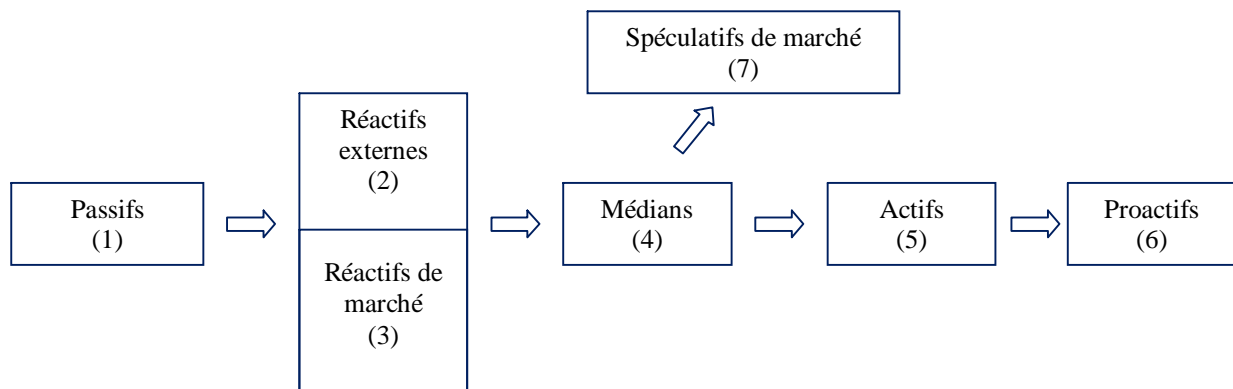 Spéculatifs de marché
(7)
Réactifs
externes
(2)
Passifs
(1)
Médians
(4)
Actifs
(5)
Proactifs
(6)
Réactifs de
marché
(3)